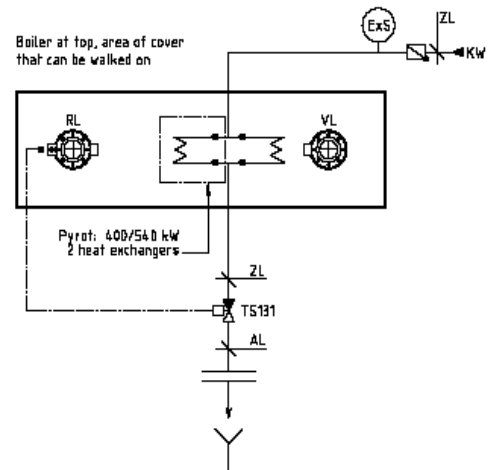 ZL
ExS
KW
Boiler at top, area of cover
that can be walked on
RL
VL
Pyrot: 400/540 kW
2 heat exchangers
ZL
TS131
AL